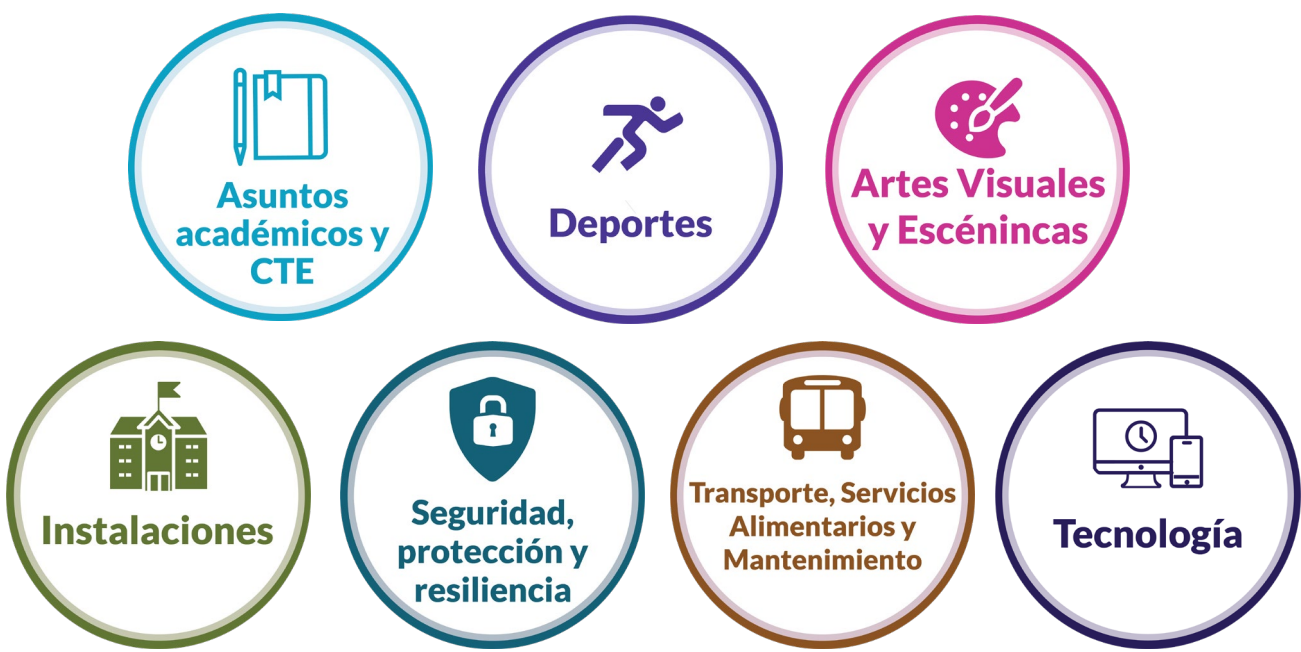 Asuntos
académicos y
CTE
Deportes
Artes Visuales
y Escénincas
Instalaciones
Seguridad,
protección y
resiliencia
Transporte, Servicios
Alimentarios y
Mantenimiento
Tecnología